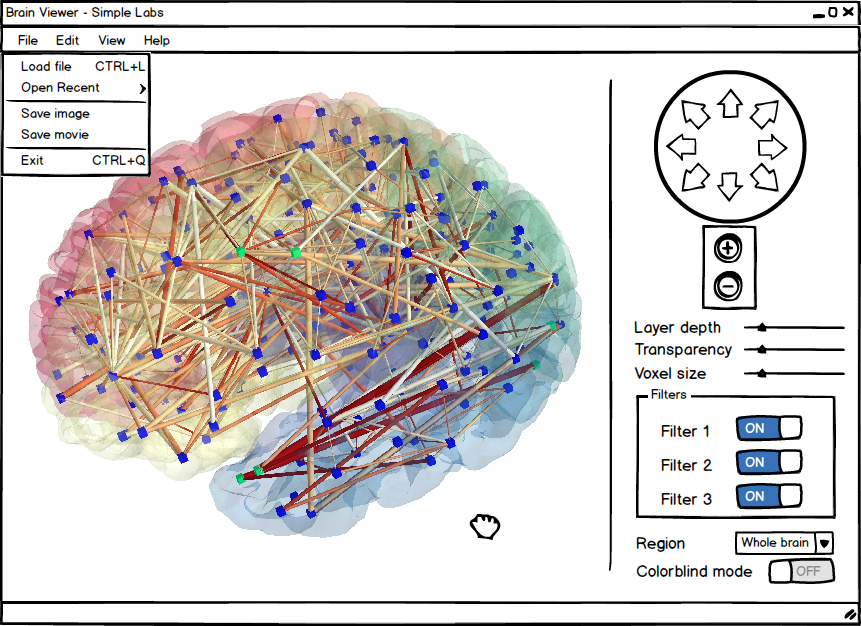 Brain Viewer - Simple Labs
File Edit View Help
Load file CTRL+L
Open Recent
Save image
Save movie
Exit CTRL+Q
Layer depth
Transparency
Voxel size
Filters
Filter 1 ON
Filter 2 ON
Filter 3 ON
Region Whole brain
Colorblind mode OFF